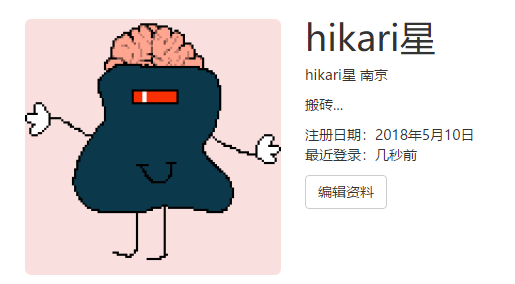 hikari星
hikari星 南京
搬砖...
注册日期：2018年5月10日
最近登录：几秒前
编辑资料